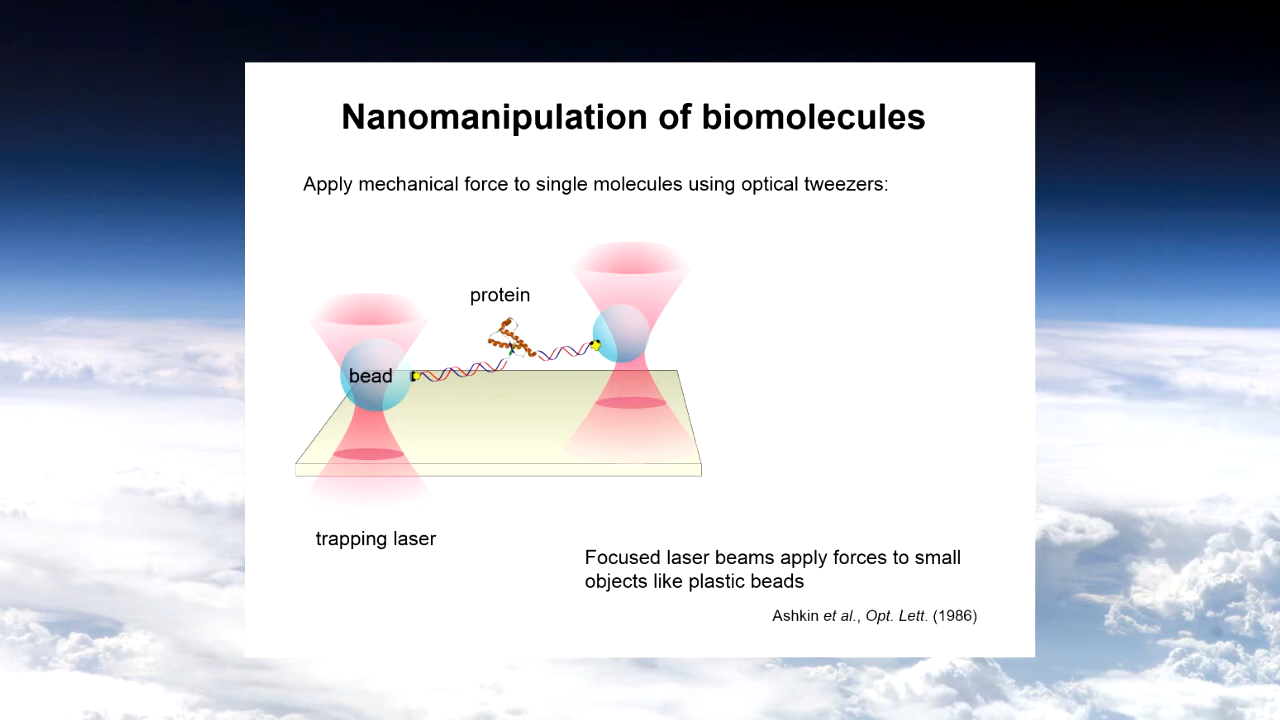 Nanomanipulation of biomolecules
Apply mechanical force to single molecules using optical tweezers:
protein
bead
trapping laser
Focused laser beams apply forces to small
objects like plastic beads
Ashkin et al., Opt. Lett. (1986)